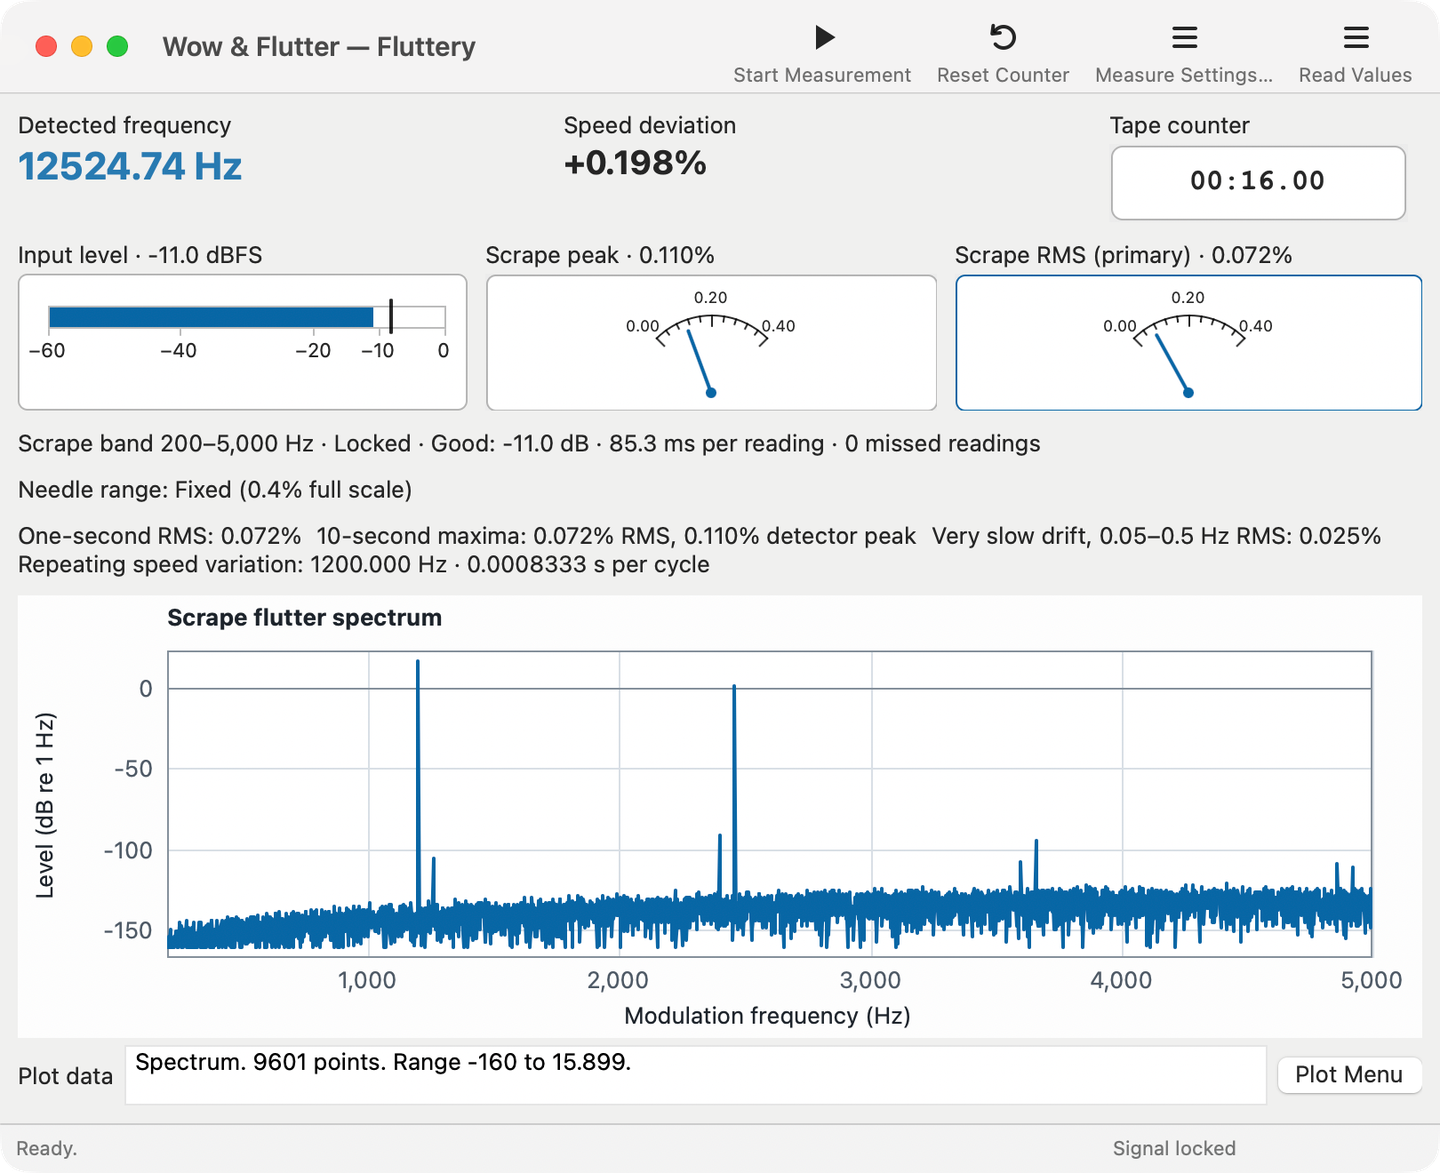 Wow & Flutter — Fluttery
Start Measurement
Reset Counter
Measure Settings...
Read Values
Detected frequency
12524.74 Hz
Speed deviation
+0.198%
Tape counter
00:16.00
Input level · -11.0 dBFS
−60
−40
−20
−10
0
Scrape peak · 0.110%
0.00
0.20
0.40
Scrape RMS (primary) · 0.072%
0.00
0.20
0.40
Scrape band 200–5,000 Hz · Locked · Good: -11.0 dB · 85.3 ms per reading · 0 missed readings
Needle range: Fixed (0.4% full scale)
One-second RMS: 0.072%  10-second maxima: 0.072% RMS, 0.110% detector peak  Very slow drift, 0.05–0.5 Hz RMS: 0.025%
Repeating speed variation: 1200.000 Hz · 0.0008333 s per cycle
Scrape flutter spectrum
Level (dB re 1 Hz)
0
-50
-100
-150
1,000
2,000
3,000
4,000
5,000
Modulation frequency (Hz)
Plot data
Spectrum. 9601 points. Range -160 to 15.899.
Plot Menu
Ready.
Signal locked